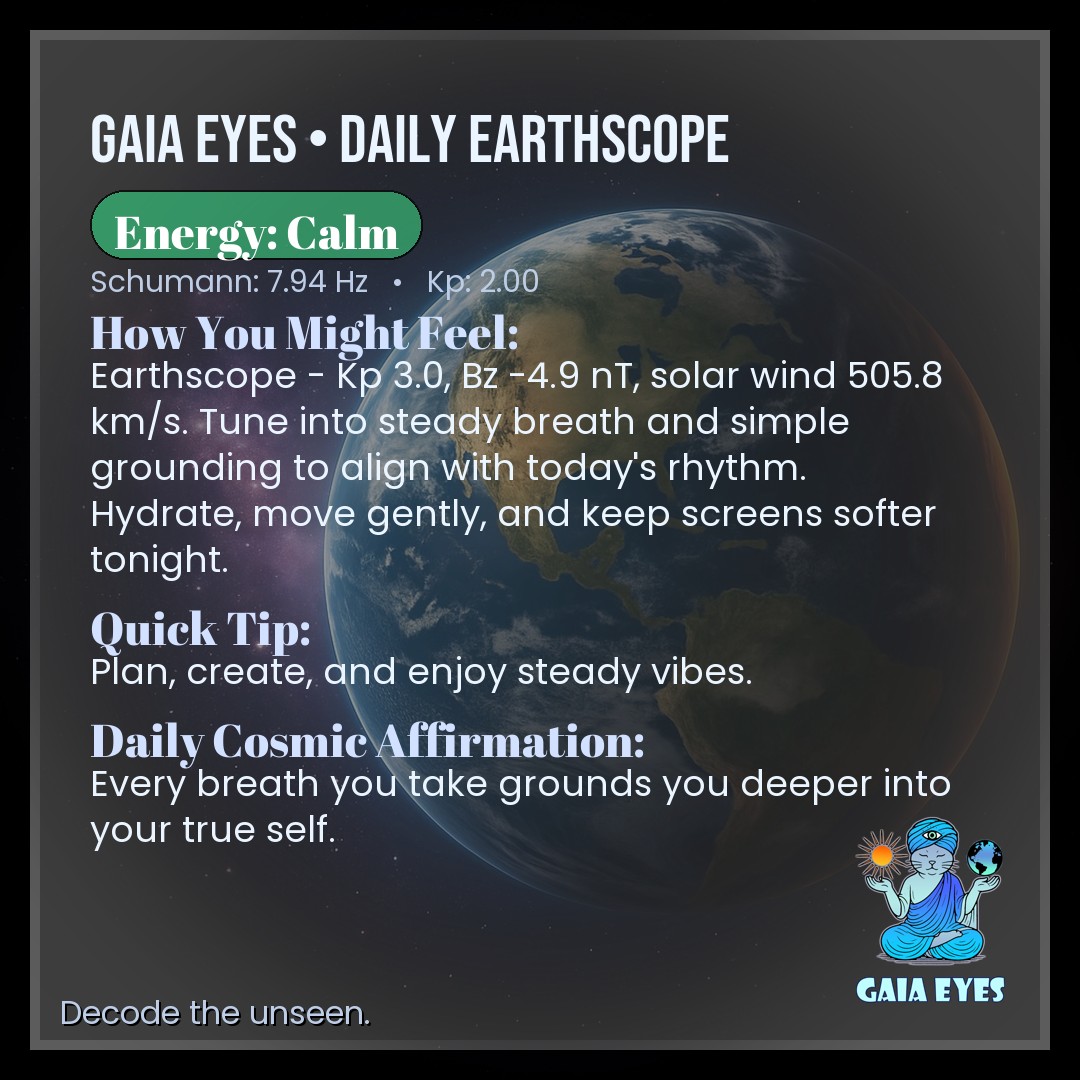 GAIA EYES • DAILY EARTHSCOPE
Energy: Calm
Schumann: 7.94 Hz • Kp: 2.00
How You Might Feel:
Earthscope - Kp 3.0, Bz -4.9 nT, solar wind 505.8
km/s. Tune into steady breath and simple
grounding to align with today's rhythm.
Hydrate, move gently, and keep screens softer
tonight.
Quick Tip:
Plan, create, and enjoy steady vibes.
Daily Cosmic Affirmation:
Every breath you take grounds you deeper into
your true self.
GAIA EYES
Decode the unseen.